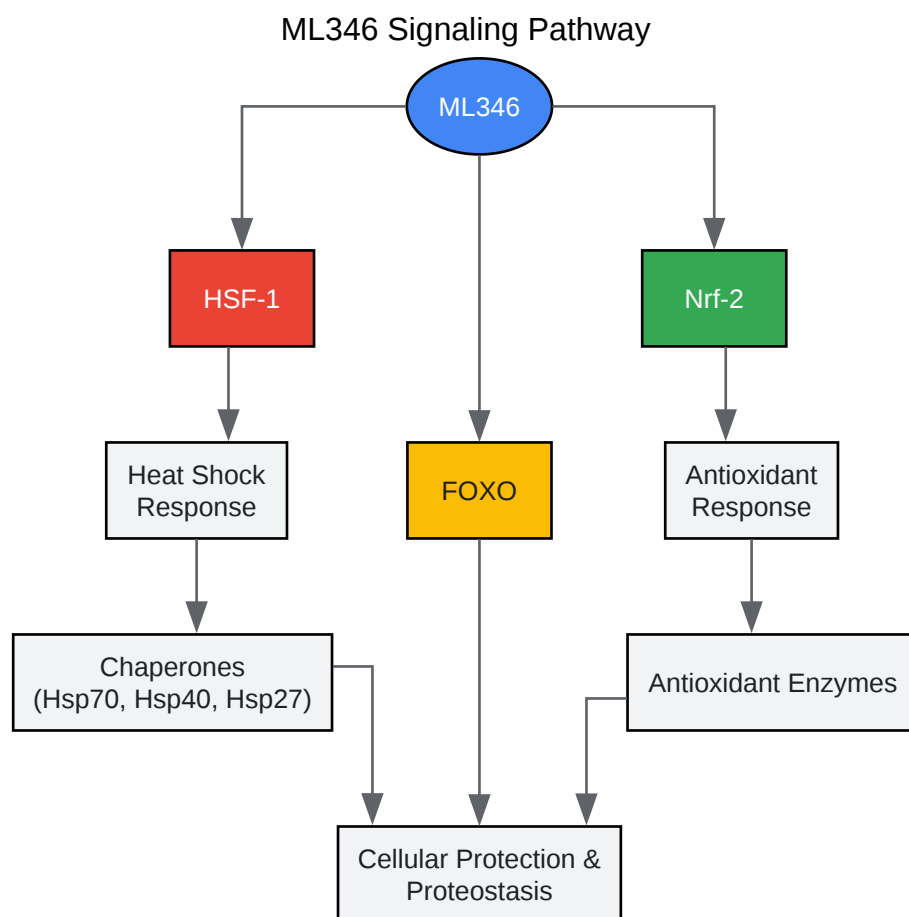 ML346 Signaling Pathway
ML346
HSF-1
Nrf-2
Heat Shock
Response
FOXO
Antioxidant
Response
Chaperones
(Hsp70, Hsp40, Hsp27)
Antioxidant Enzymes
Cellular Protection &
Proteostasis